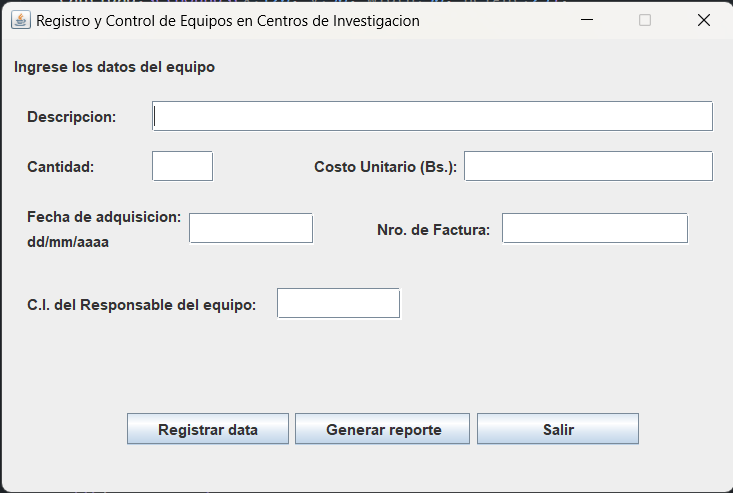 Registro y Control de Equipos en Centros de Investigacion
Ingrese los datos del equipo
Descripcion:
Cantidad:
Costo Unitario (Bs.):
Fecha de adquisicion:
dd/mm/aaaa
Nro. de Factura:
C.I. del Responsable del equipo:
Registrar data
Generar reporte
Salir